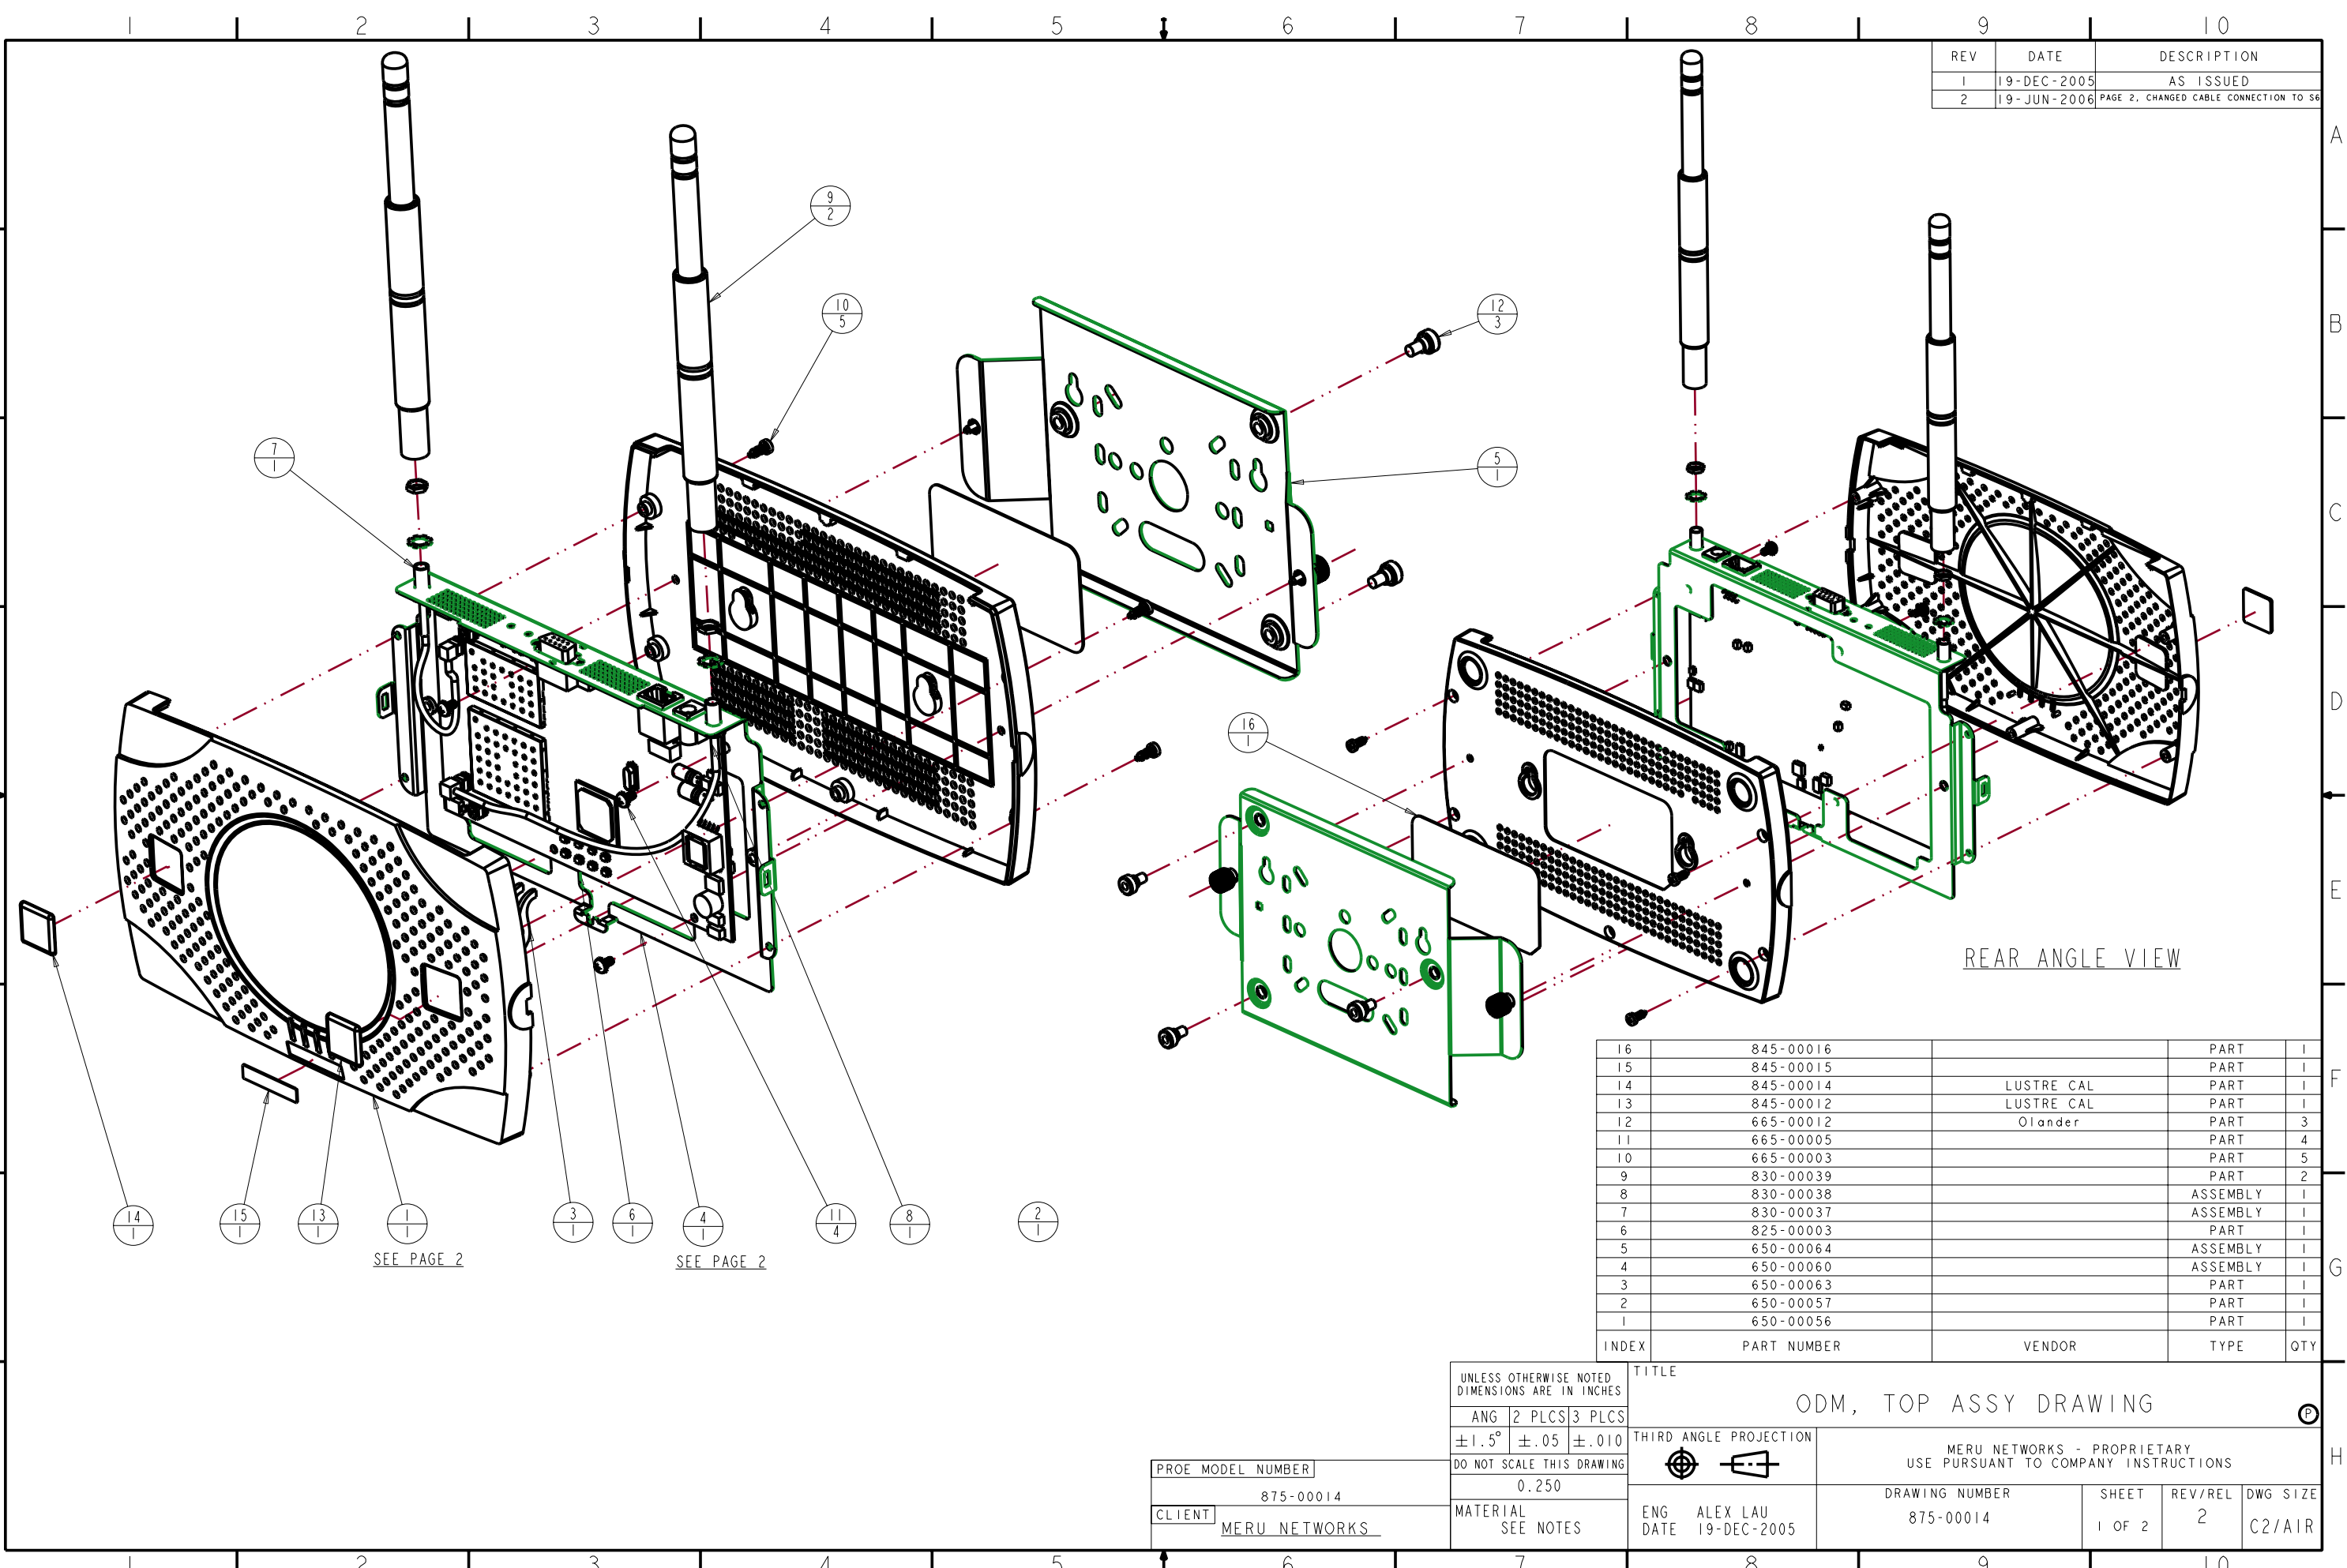 1 2 3 4 5 6 7 8 9 10
REV DATE DESCRIPTION
1 19-DEC-2005 AS ISSUED
2 19-JUN-2006 PAGE 2, CHANGED CABLE CONNECTION TO S6
A
B
C
D
E
F
G
H
9
2
10
5
12
3
7
1
5
1
16
1
REAR ANGLE VIEW
14
1
15
1
13
1
1
1
SEE PAGE 2
3
1
6
1
4
1
SEE PAGE 2
11
4
8
1
2
1
16 845-00016 PART 1
15 845-00015 PART 1
14 845-00014 LUSTRE CAL PART 1
13 845-00012 LUSTRE CAL PART 1
12 665-00012 Olander PART 3
11 665-00005 PART 4
10 665-00003 PART 5
9 830-00039 PART 2
8 830-00038 ASSEMBLY 1
7 830-00037 ASSEMBLY 1
6 825-00003 PART 1
5 650-00064 ASSEMBLY 1
4 650-00060 ASSEMBLY 1
3 650-00063 PART 1
2 650-00057 PART 1
1 650-00056 PART 1
INDEX PART NUMBER VENDOR TYPE QTY
UNLESS OTHERWISE NOTED
DIMENSIONS ARE IN INCHES
ANG 2 PLCS 3 PLCS
±1.5° ±.05 ±.010
DO NOT SCALE THIS DRAWING
0.250
MATERIAL
SEE NOTES
TITLE
ODM, TOP ASSY DRAWING
P
THIRD ANGLE PROJECTION
MERU NETWORKS - PROPRIETARY
USE PURSUANT TO COMPANY INSTRUCTIONS
ENG ALEX LAU
DATE 19-DEC-2005
DRAWING NUMBER
875-00014
SHEET
1 OF 2
REV/REL
2
DWG SIZE
C2/AIR
PROE MODEL NUMBER
875-00014
CLIENT
MERU NETWORKS
1 2 3 4 5 6 7 8 9 10